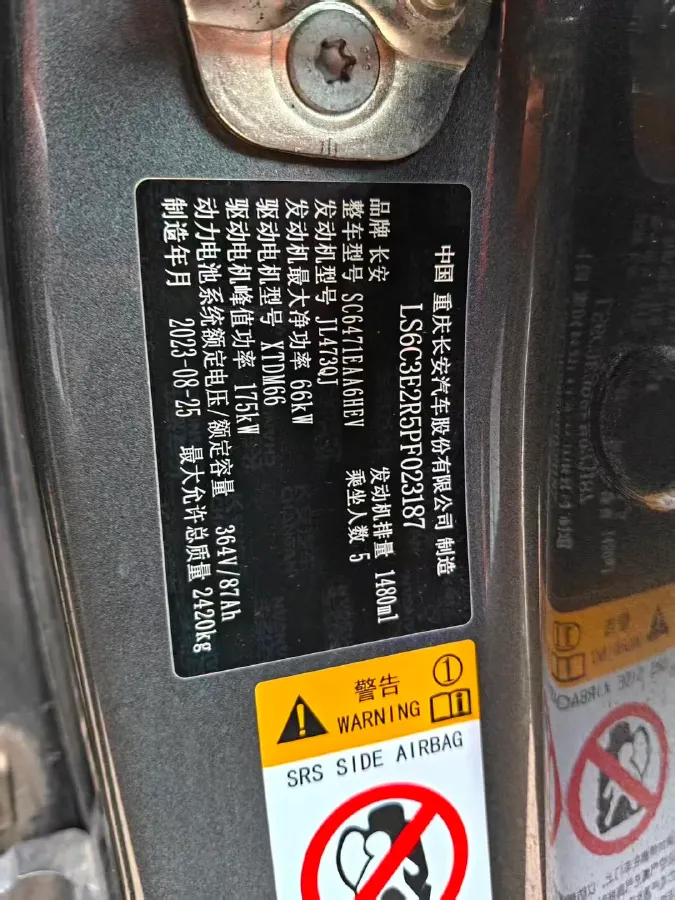 中国 重庆长安汽车股份有限公司 制造
LS6C3E2R5PF023187
品牌 长安
整车型号 SC6471EAA6HEV
发动机型号 JL473QJ 发动机排量 1480ml
发动机最大净功率 66kW 乘坐人数 5
驱动电机型号 XTDM66
驱动电机峰值功率 175kW
动力电池系统额定电压/额定容量 364V/87Ah
制造年月 2023-08-25 最大允许总质量 2420kg
警告
WARNING
1
SRS SIDE AIRBAG